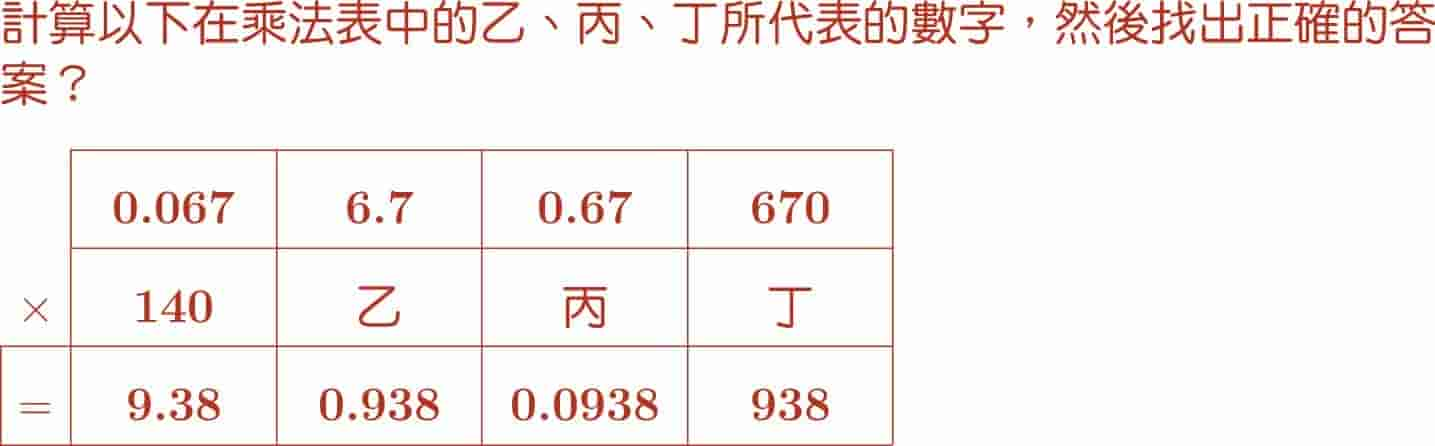 計算以下在乘法表中的乙、丙、丁所代表的數字，然後找出正確的答
案？
0.067 6.7 0.67 670
× 140 乙 丙 丁
= 9.38 0.938 0.0938 938